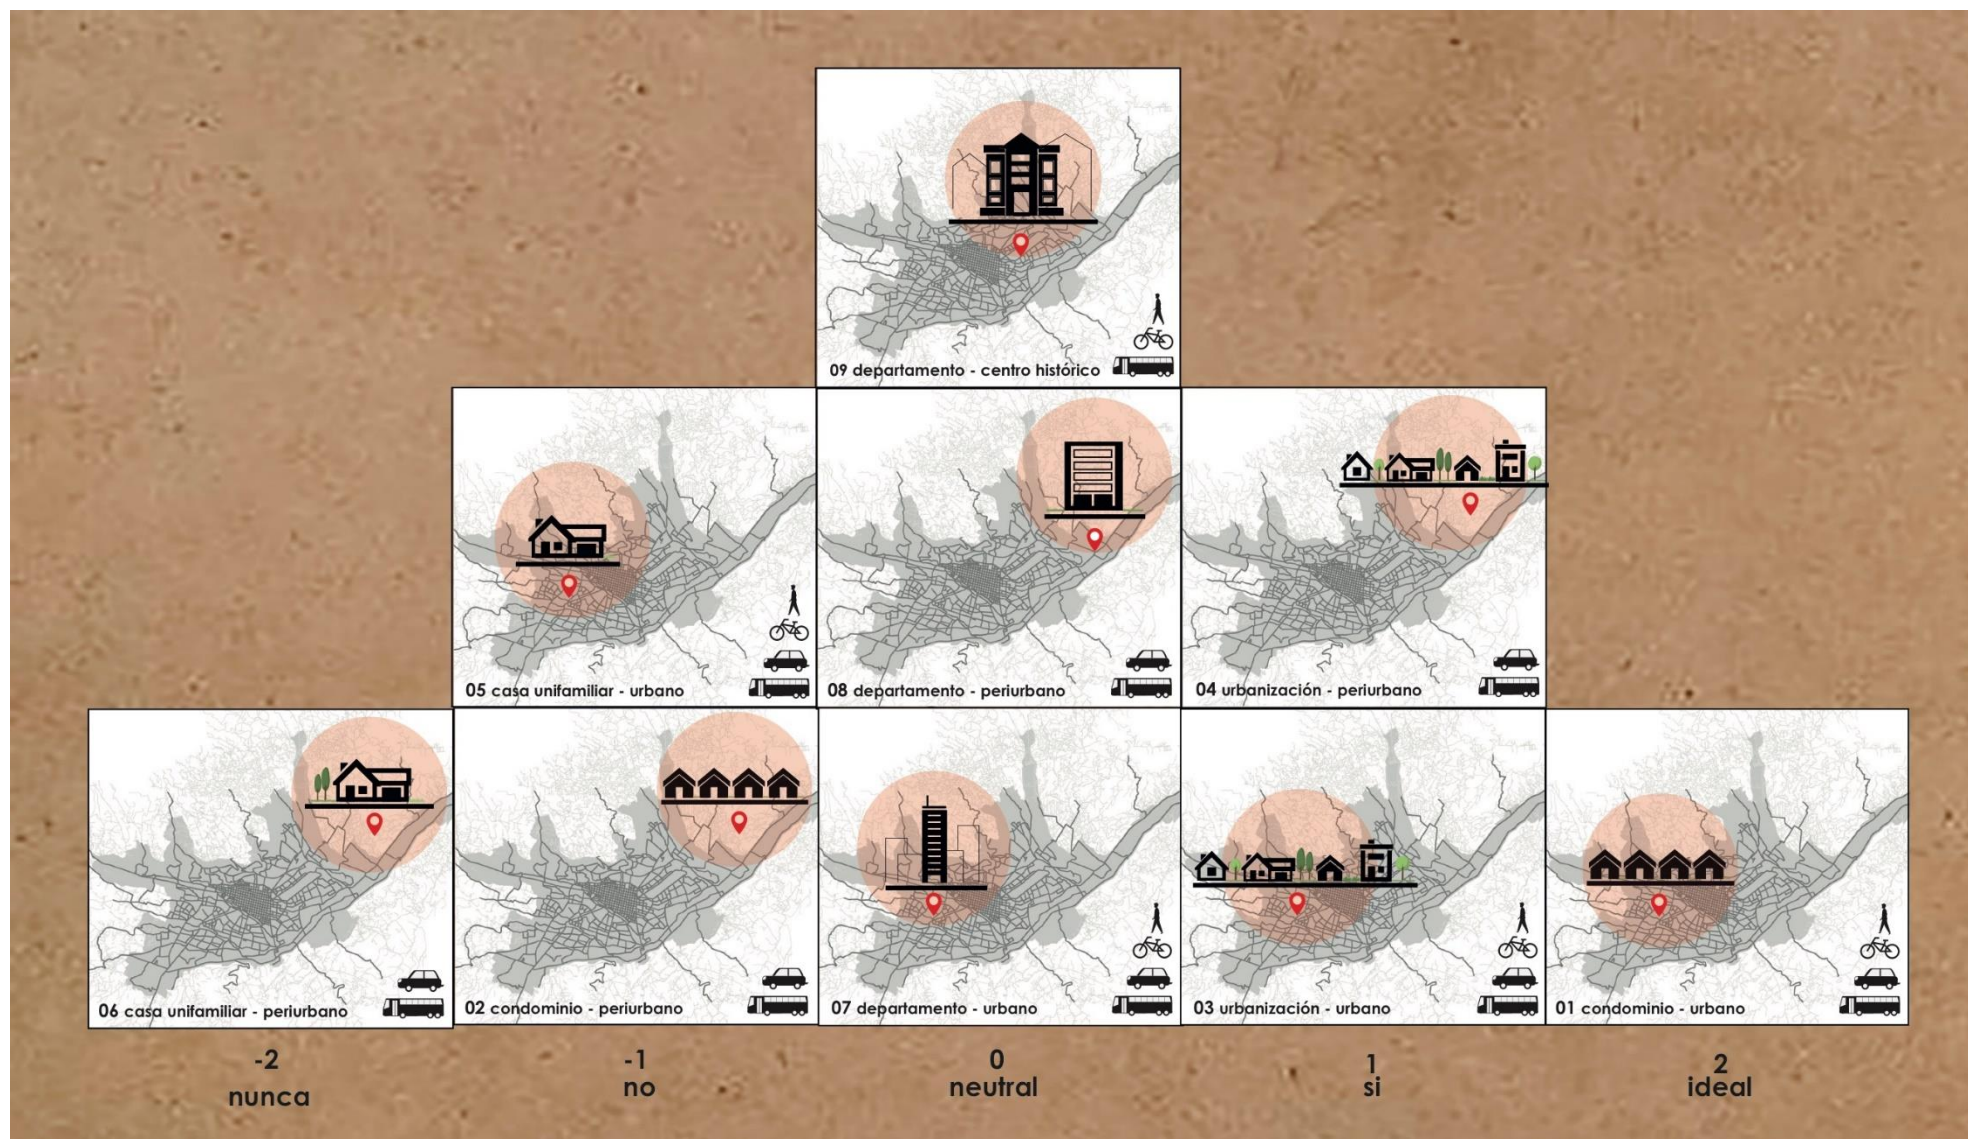 09 departamento - centro histórico
05 casa unifamiliar - urbano
08 departamento - periurbano
04 urbanización - periurbano
06 casa unifamiliar - periurbano
02 condominio - periurbano
07 departamento - urbano
03 urbanización - urbano
01 condominio - urbano
-2
nunca
-1
no
0
neutral
1
si
2
ideal